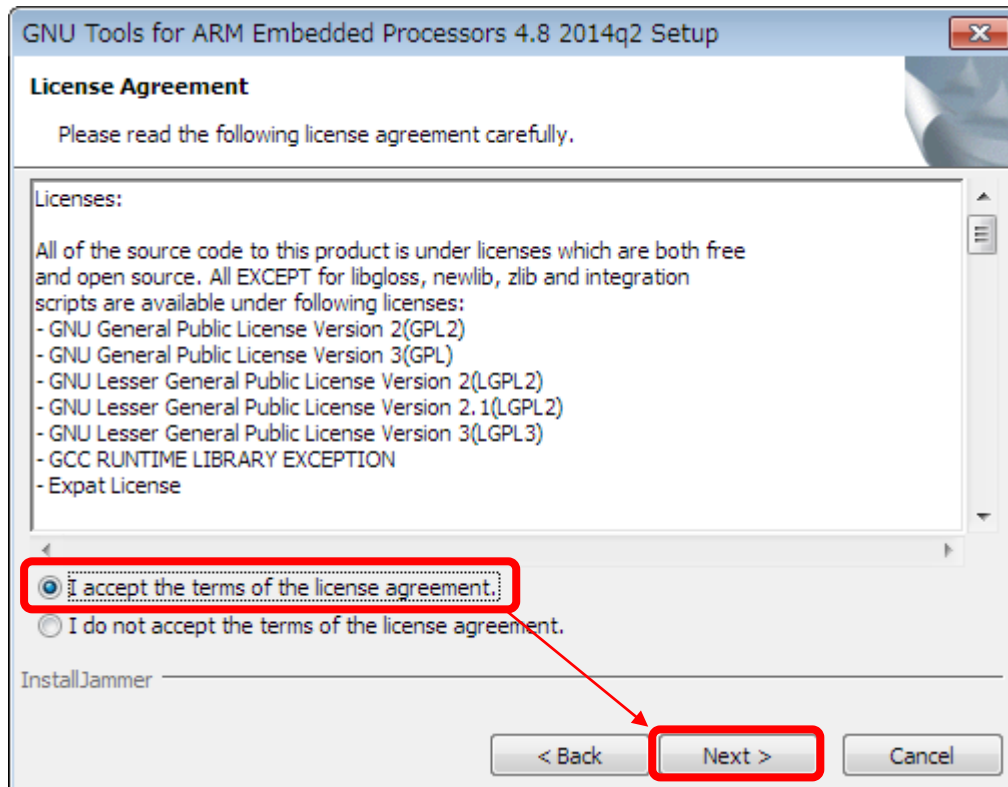 GNU Tools for ARM Embedded Processors 4.8 2014q2 Setup
License Agreement
Please read the following license agreement carefully.
Licenses:
All of the source code to this product is under licenses which are both free
and open source. All EXCEPT for libgloss, newlib, zlib and integration
scripts are available under following licenses:
- GNU General Public License Version 2(GPL2)
- GNU General Public License Version 3(GPL)
- GNU Lesser General Public License Version 2(LGPL2)
- GNU Lesser General Public License Version 2.1(LGPL2)
- GNU Lesser General Public License Version 3(LGPL3)
- GCC RUNTIME LIBRARY EXCEPTION
- Expat License
I accept the terms of the license agreement.
I do not accept the terms of the license agreement.
InstallJammer
< Back Next > Cancel